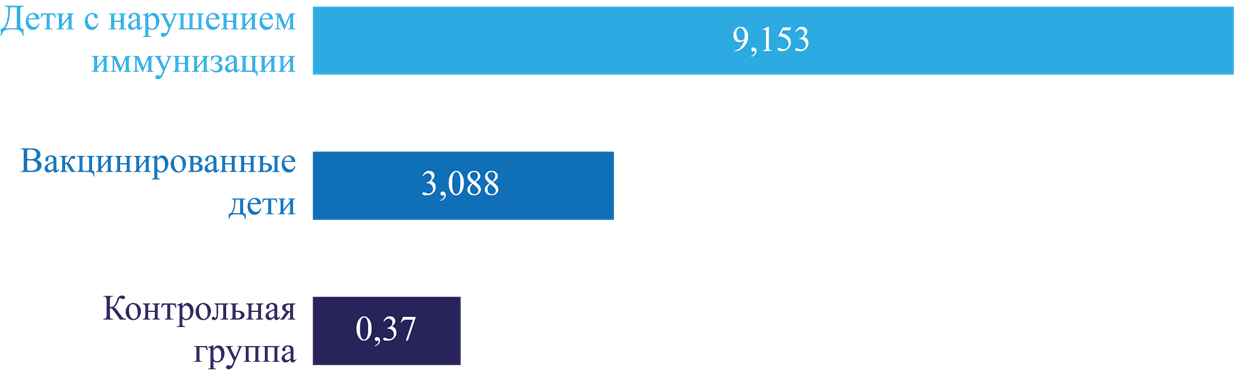 Дети с нарушением
иммунизации
9,153
Вакцинированные
дети
3,088
Контрольная
группа
0,37